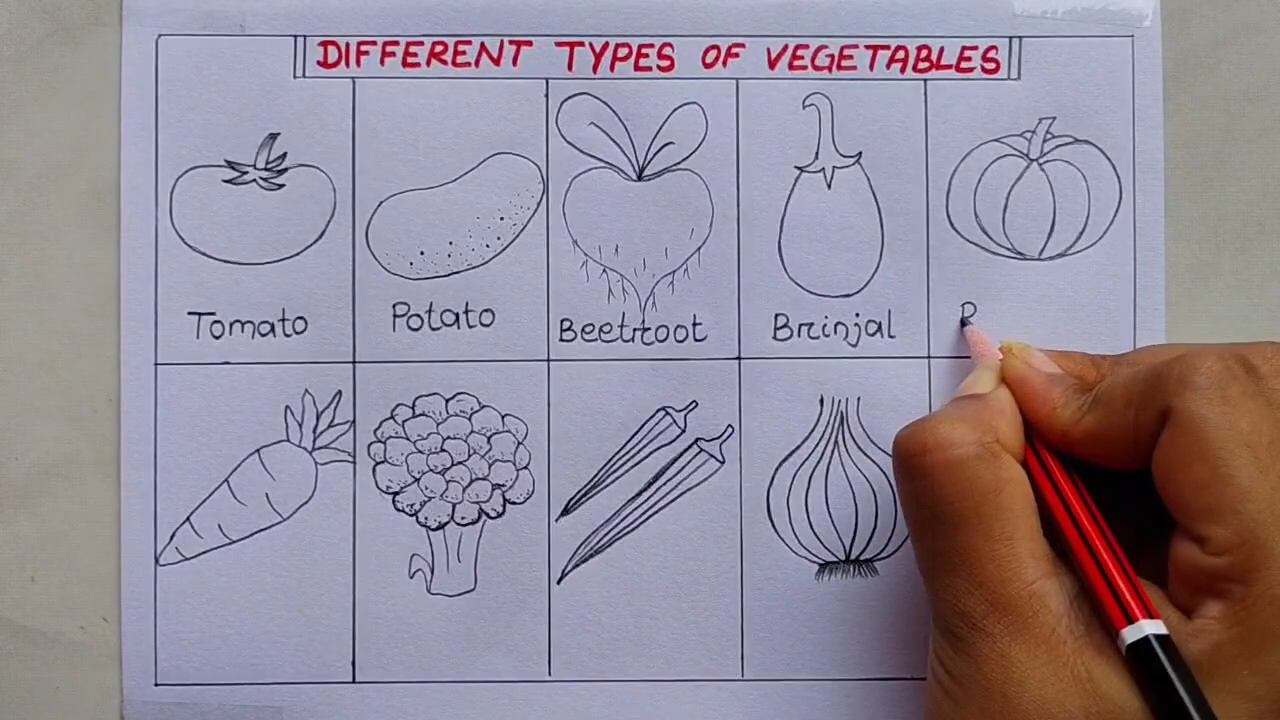 DIFFERENT TYPES OF VEGETABLES
Tomato
Potato
Beetroot
Brinjal
P